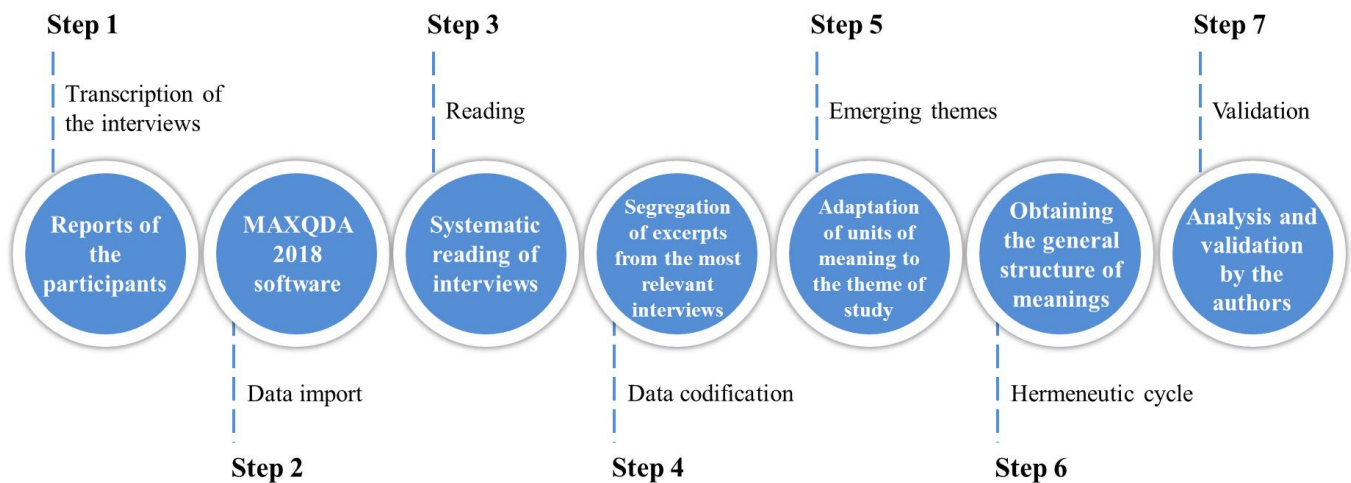 Step 1
Step 3
Step 5
Step 7
Transcription of
the interviews
Reading
Emerging themes
Validation
Reports of
the
participants
MAXQDA
2018
software
Systematic
reading of
interviews
Segregation
of excerpts
from the most
relevant
interviews
Adaptation
of units of
meaning to
the theme of
study
Obtaining
the general
structure of
meanings
Analysis and
validation
by the
authors
Data import
Data codification
Hermeneutic cycle
Step 2
Step 4
Step 6